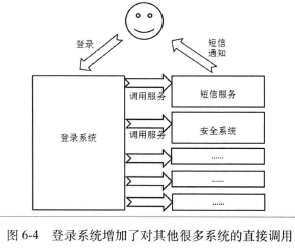 登录
短信
通知
登录系统
调用服务
短信服务
调用服务
安全系统
......
......
......
图 6-4 登录系统增加了对其他很多系统的直接调用